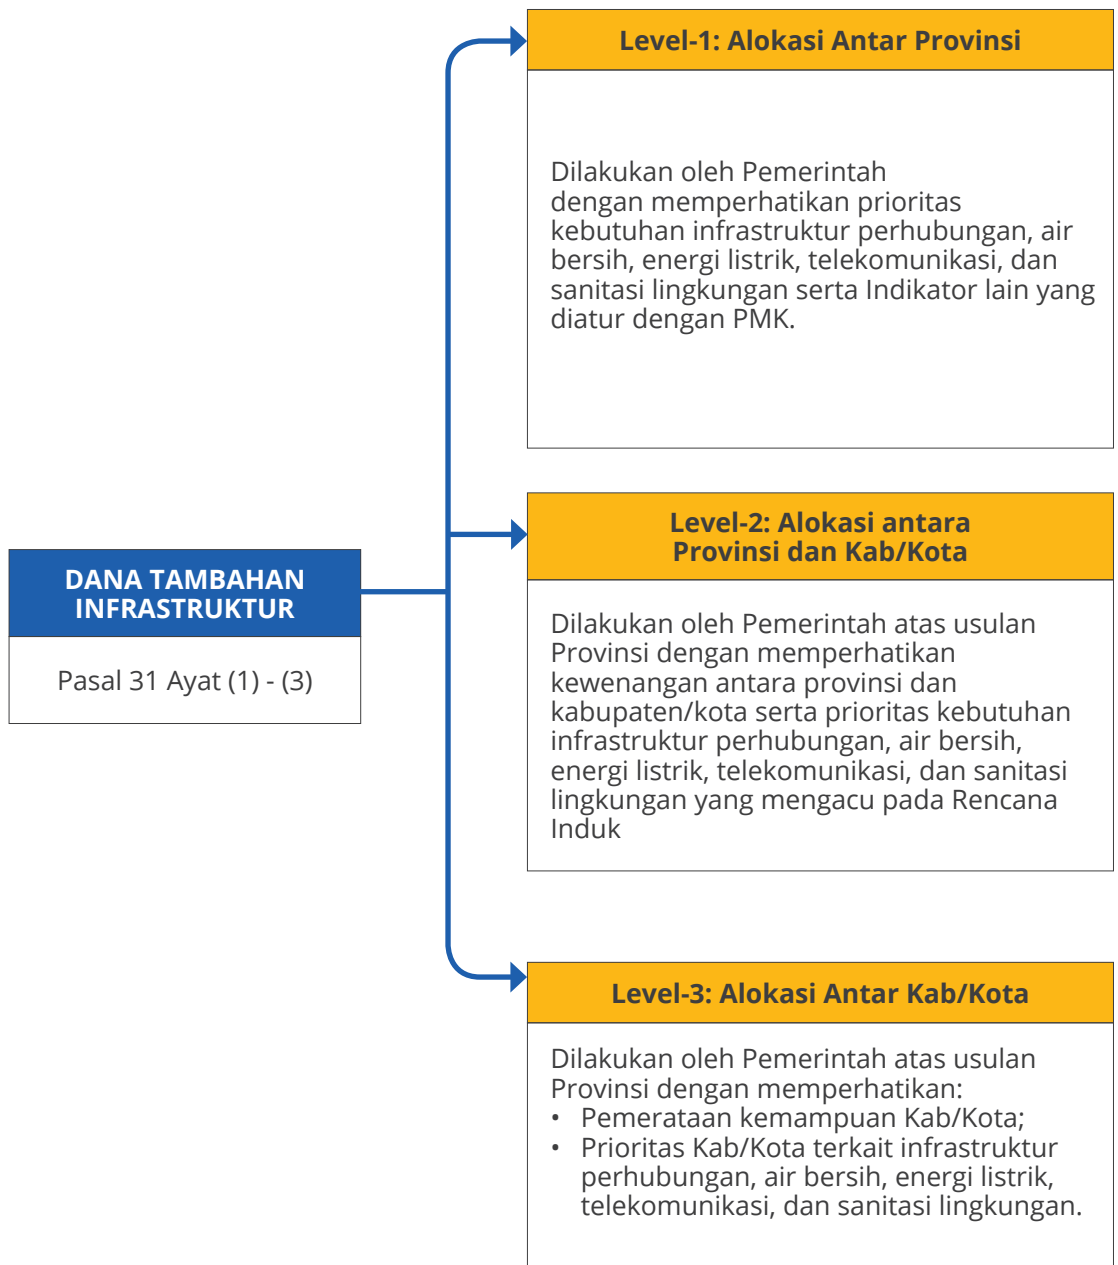 Level-1: Alokasi Antar Provinsi
Dilakukan oleh Pemerintah
dengan memperhatikan prioritas
kebutuhan infrastruktur perhubungan, air
bersih, energi listrik, telekomunikasi, dan
sanitasi lingkungan serta Indikator lain yang
diatur dengan PMK.
DANA TAMBAHAN
INFRASTRUKTUR
Pasal 31 Ayat (1) - (3)
Level-2: Alokasi antara
Provinsi dan Kab/Kota
Dilakukan oleh Pemerintah atas usulan
Provinsi dengan memperhatikan
kewenangan antara provinsi dan
kabupaten/kota serta prioritas kebutuhan
infrastruktur perhubungan, air bersih,
energi listrik, telekomunikasi, dan sanitasi
lingkungan yang mengacu pada Rencana
Induk
Level-3: Alokasi Antar Kab/Kota
Dilakukan oleh Pemerintah atas usulan
Provinsi dengan memperhatikan:
• Pemerataan kemampuan Kab/Kota;
• Prioritas Kab/Kota terkait infrastruktur
perhubungan, air bersih, energi listrik,
telekomunikasi, dan sanitasi lingkungan.